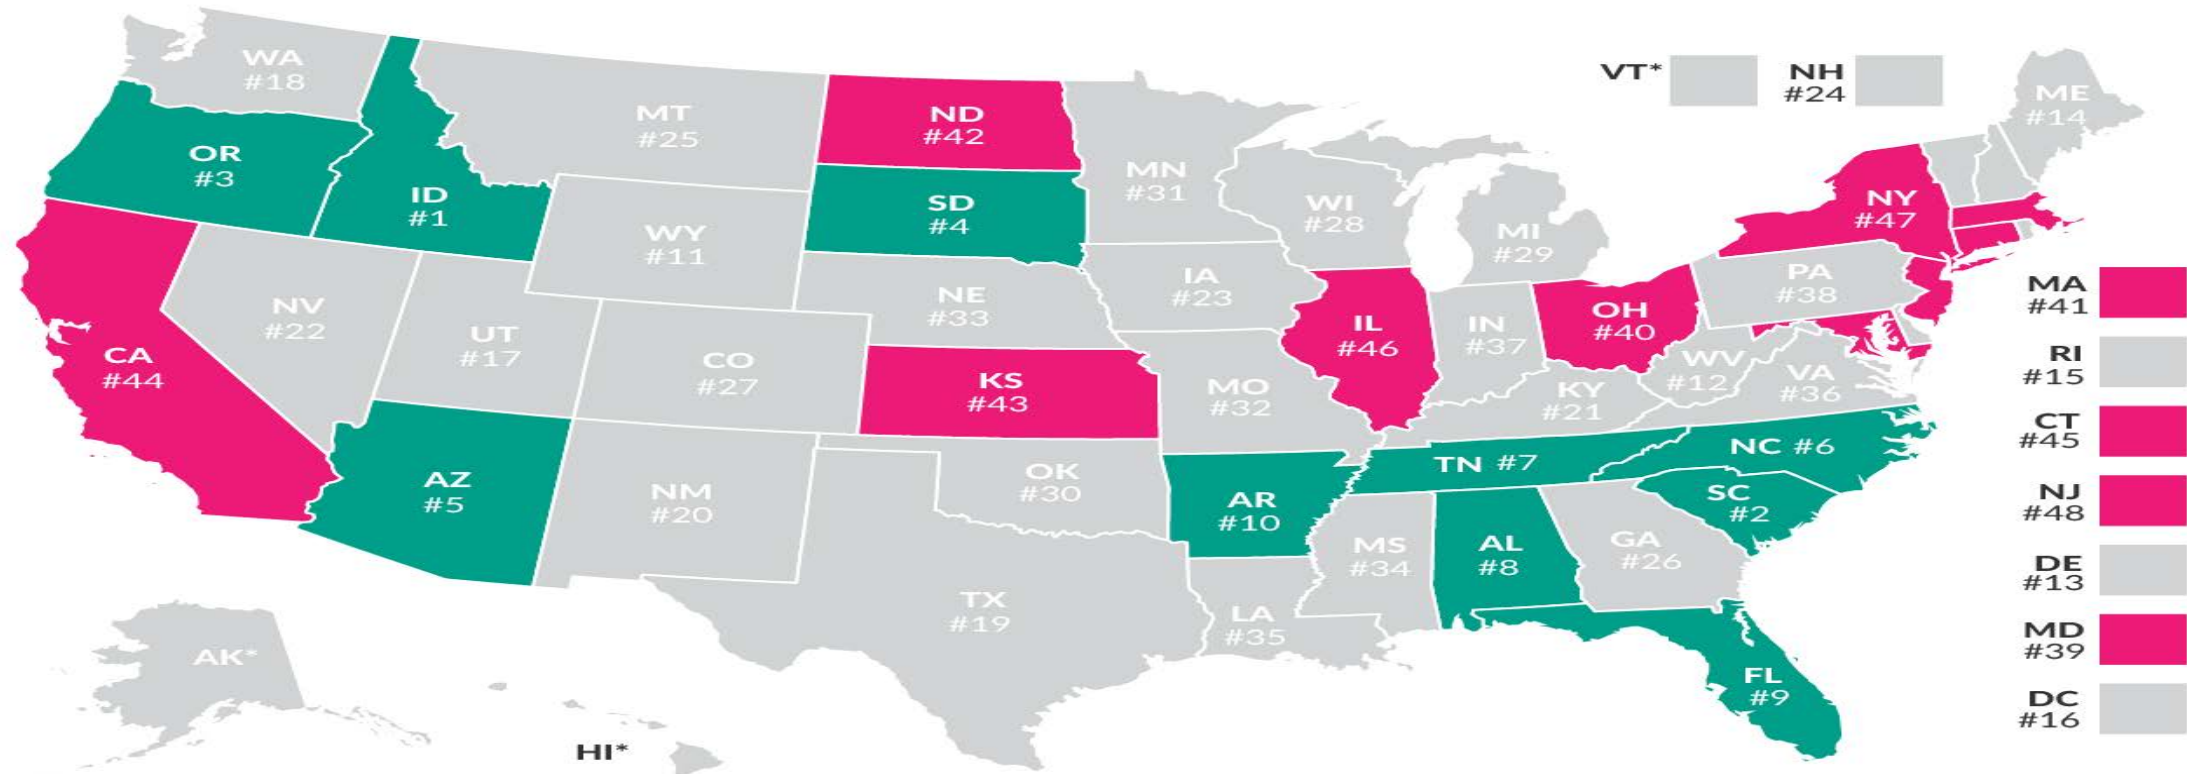 WA
#18
OR
#3
ID
#1
MT
#25
ND
#42
SD
#4
WY
#11
MN
#31
WI
#28
MI
#29
VT*
NH
#24
ME
#14
NY
#47
CA
#44
NV
#22
UT
#17
CO
#27
NE
#33
KS
#43
IA
#23
MO
#32
IL
#46
IN
#37
OH
#40
PA
#38
WV
#12
VA
#36
KY
#21
AZ
#5
NM
#20
OK
#30
TX
#19
AR
#10
LA
#35
MS
#34
AL
#8
TN #7
NC #6
SC
#2
GA
#26
FL
#9
AK*
HI*
MA
#41
RI
#15
CT
#45
NJ
#48
DE
#13
MD
#39
DC
#16